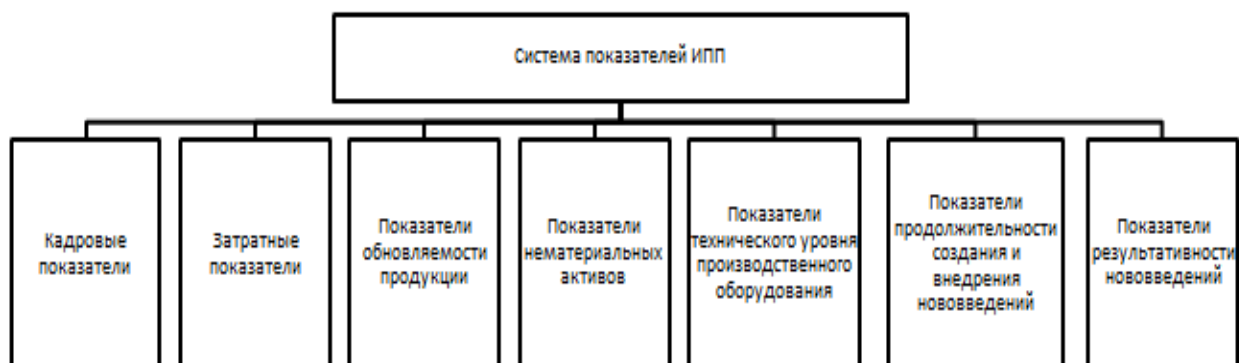 Система показателей ИПП
Кадровые
показатели
Затратные
показатели
Показатели
обновляемости
продукции
Показатели
нематериальных
активов
Показатели
технического уровня
производственного
оборудования
Показатели
продолжительности
создания и
внедрения
нововведений
Показатели
результативности
нововведений